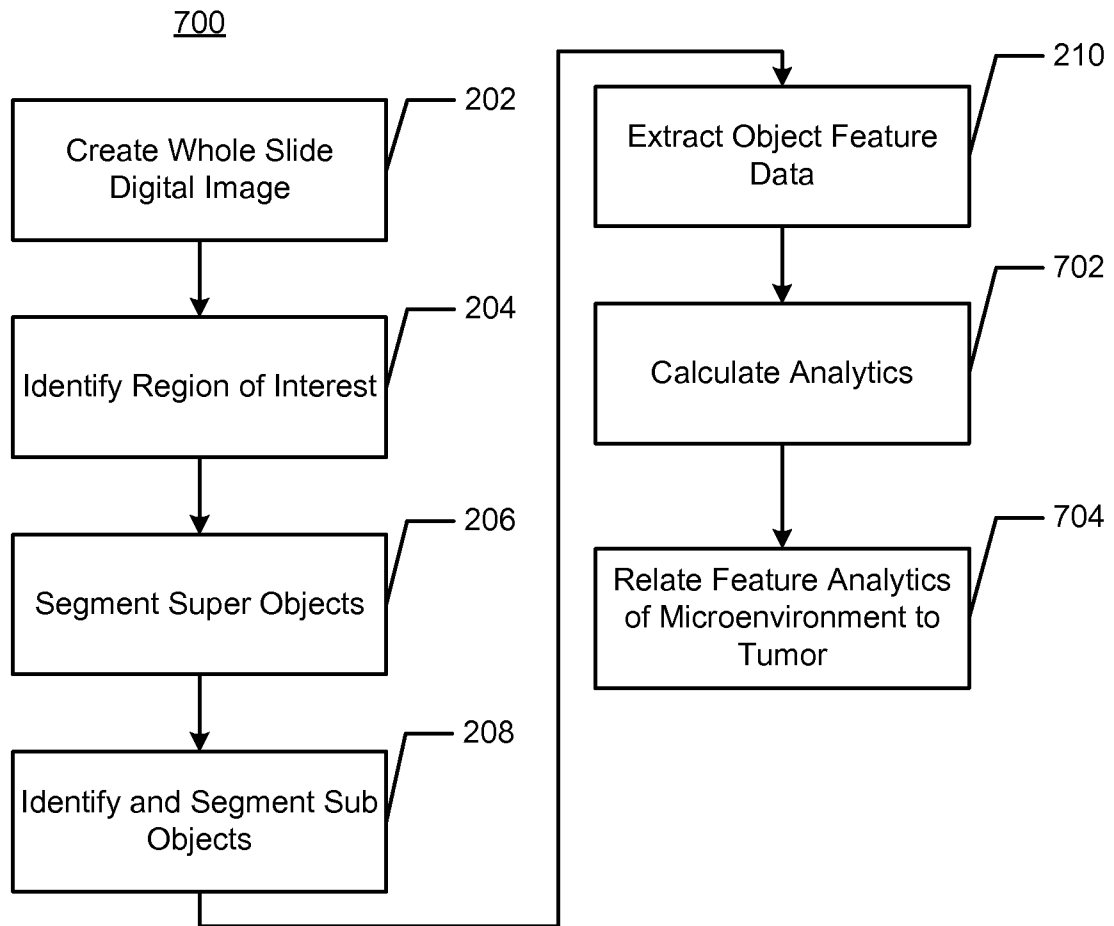 700
202
Create Whole Slide
Digital Image
204
Identify Region of Interest
206
Segment Super Objects
208
Identify and Segment Sub
Objects
210
Extract Object Feature
Data
702
Calculate Analytics
704
Relate Feature Analytics
of Microenvironment to
Tumor